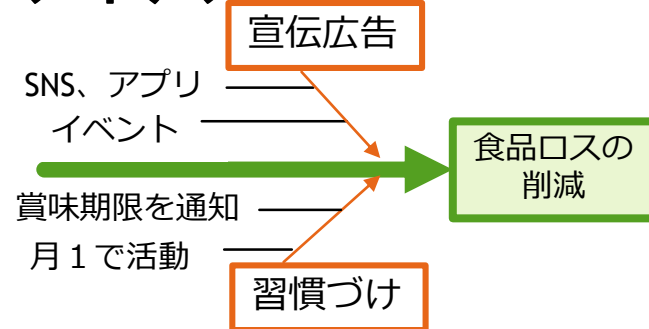 宣伝広告
SNS、アプリ
イベント
食品ロスの
削減
賞味期限を通知
月１で活動
習慣づけ